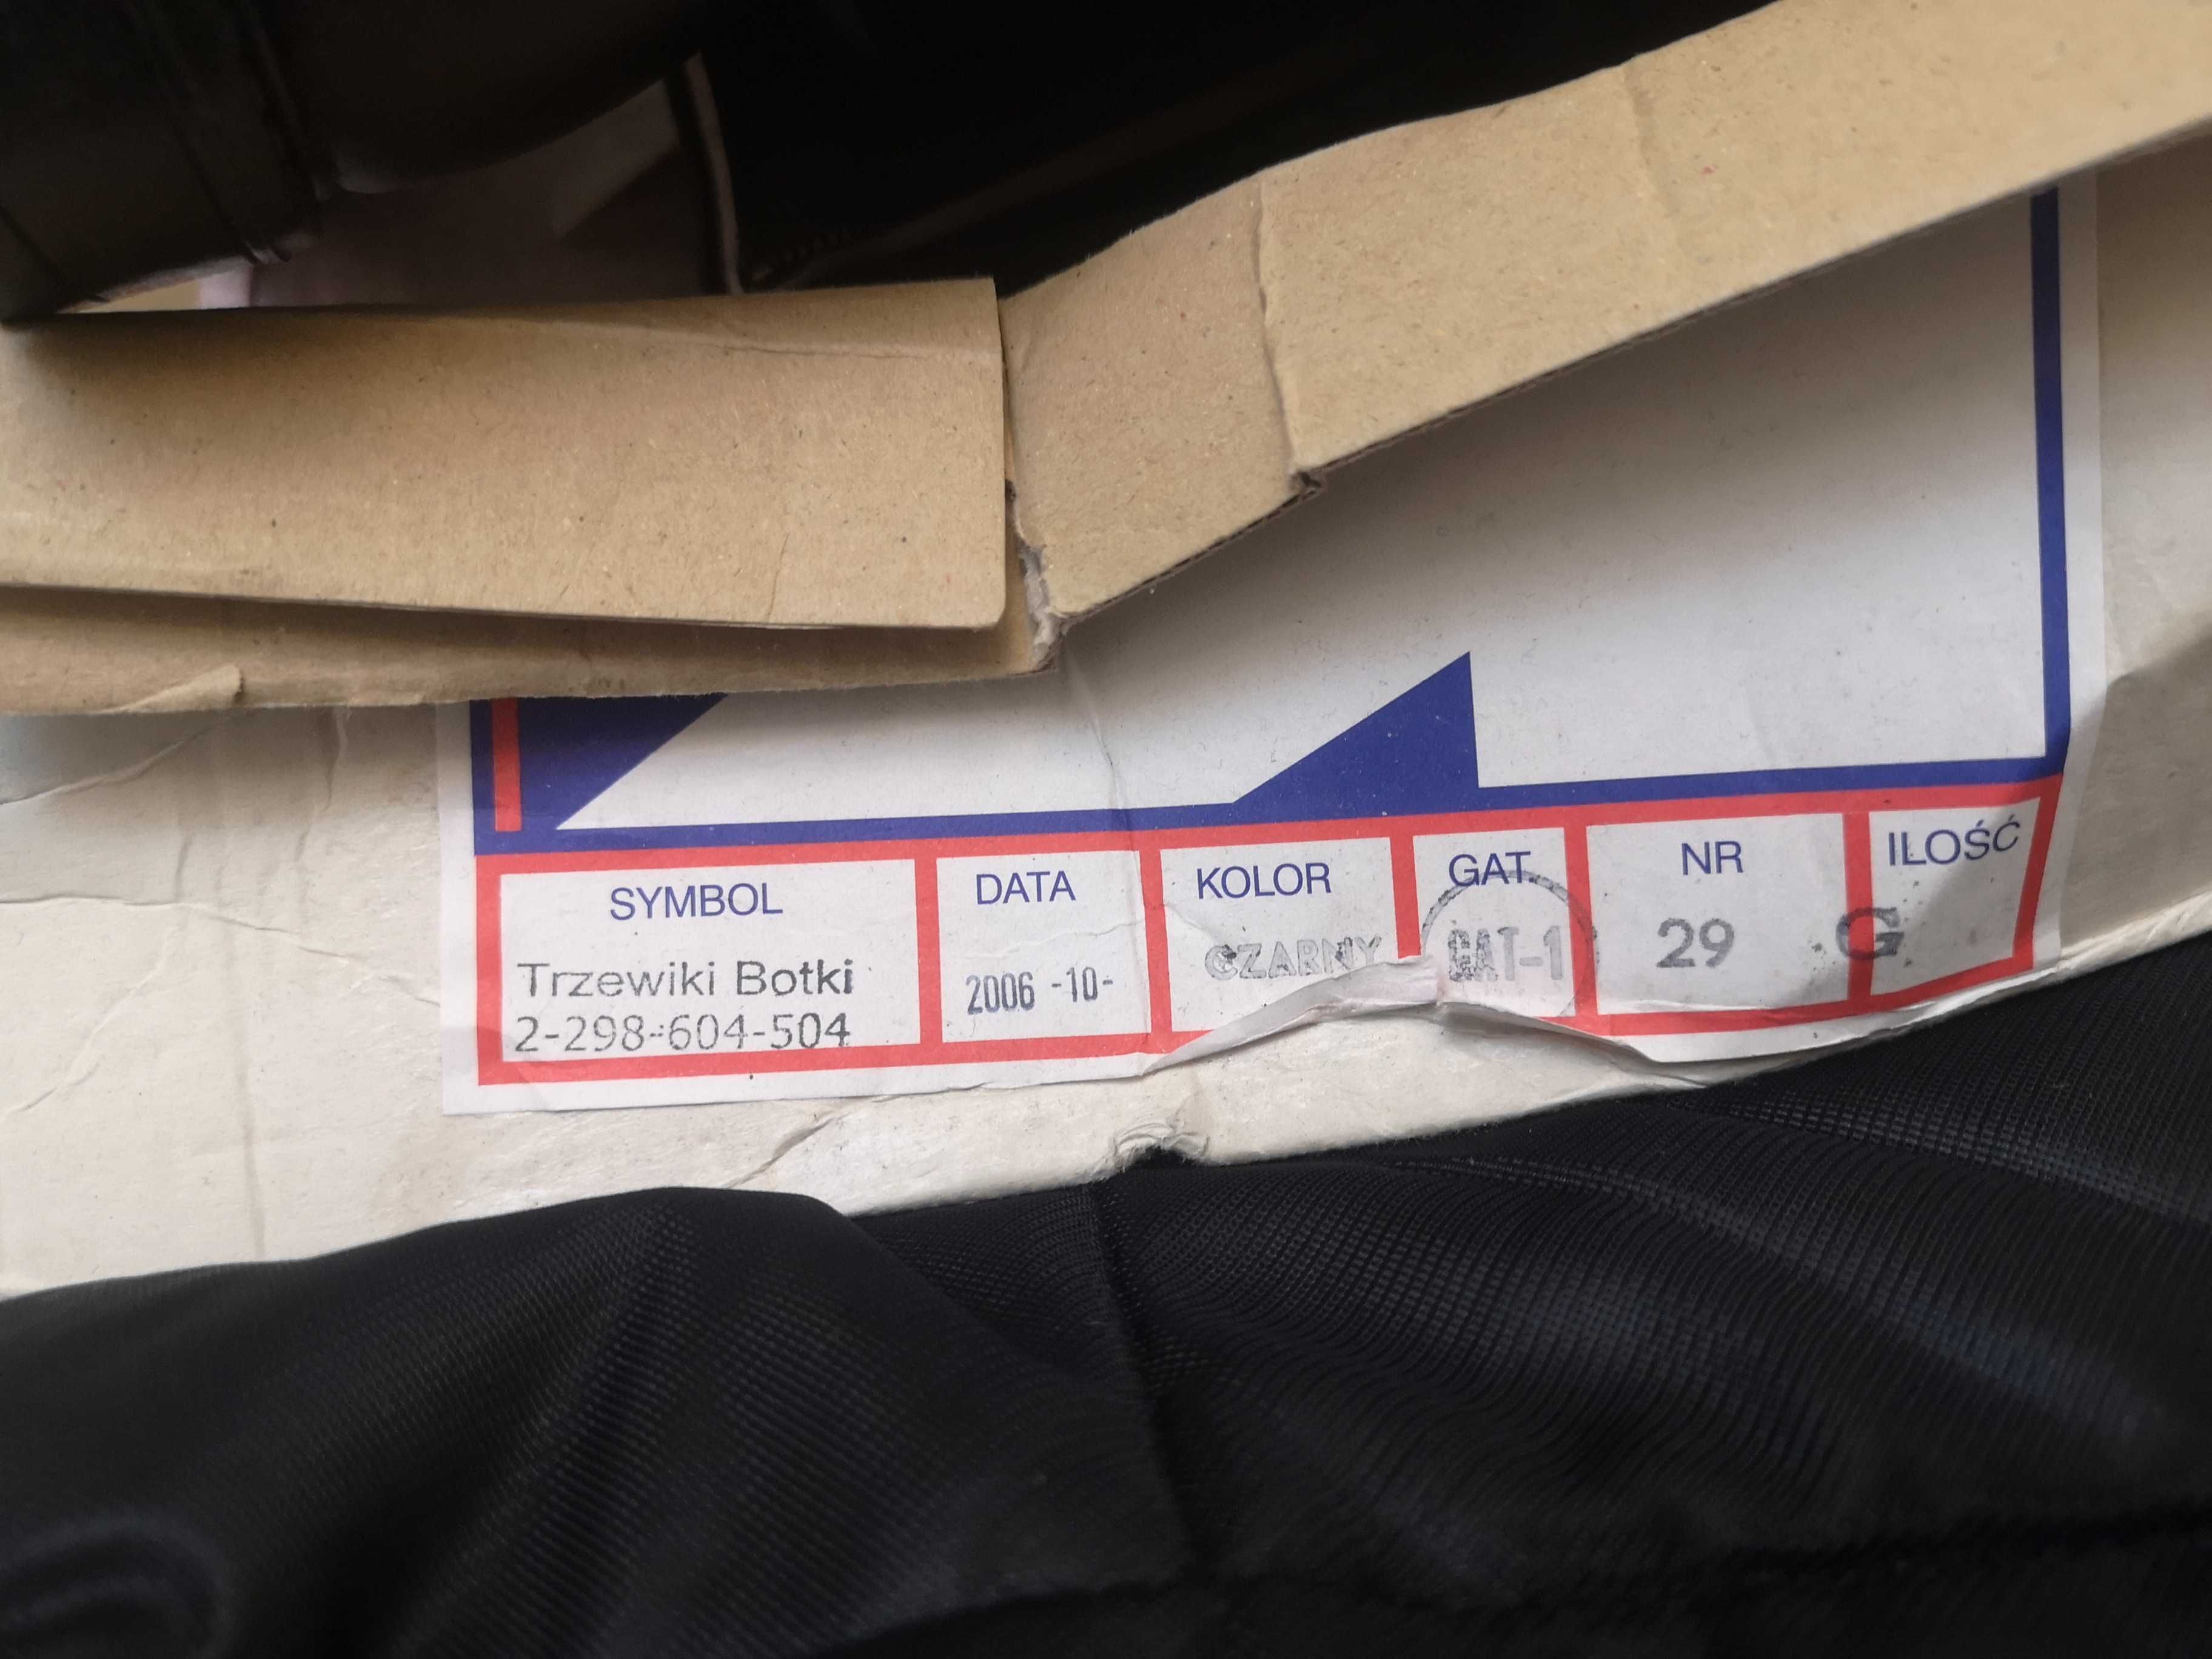 SYMBOL
Trzewiki Botki
2-298-604-504
DATA
2006 -10-
KOLOR
CZARNY
GAT.
GAT-1
NR
29
G
ILOŚĆ